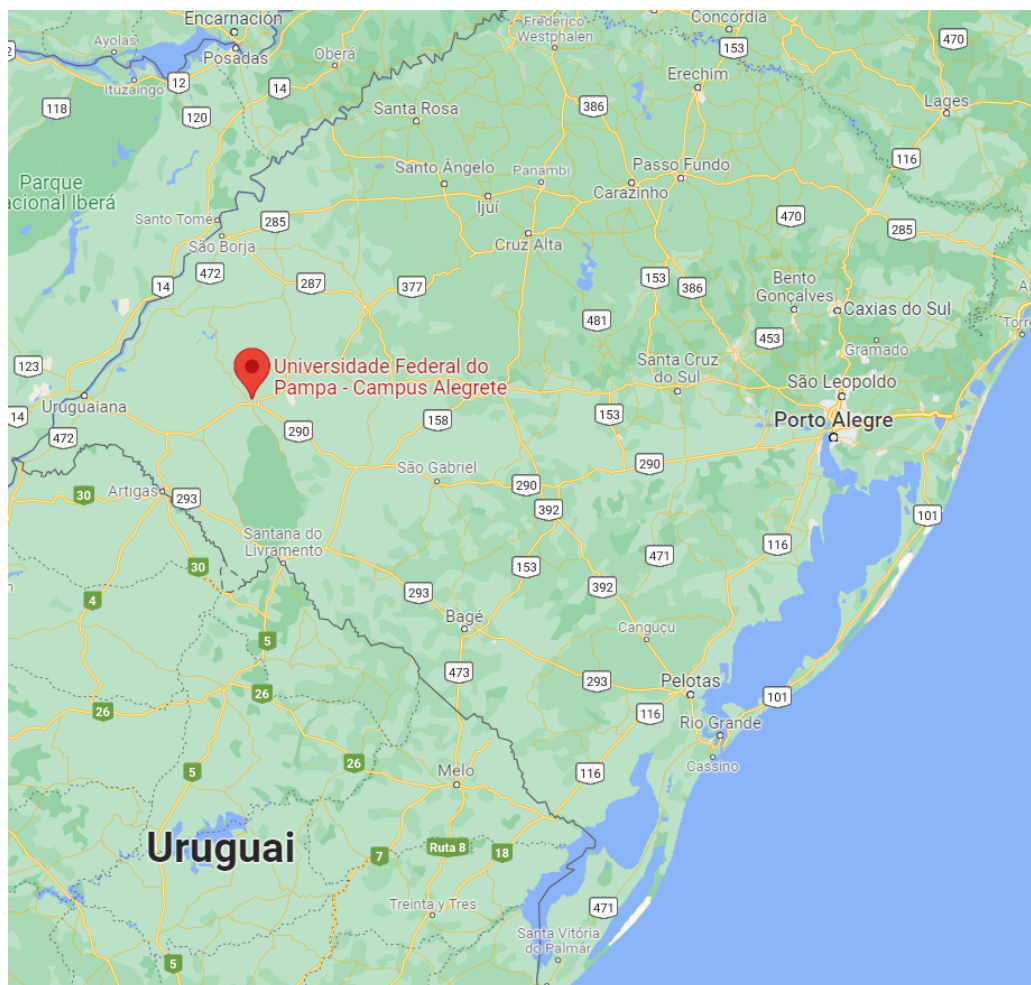 Encarnación
Ayolas
Posadas
Oberá
Ituzaingó
12
118
14
120
Frederico
Westphalen
Concórdia
153
470
Erechim
Lages
386
Santa Rosa
116
Parque
acional Iberá
Santo Ângelo
Panambi
Passo Fundo
Carazinho
Ijuí
Santo Tomé
285
São Borja
Cruz Alta
470
285
14
472
287
377
153
386
Bento
Gonçalves
Caxias do Sul
481
453
Torre
Gramado
123
Universidade Federal do
Pampa - Campus Alegrete
Santa Cruz
do Sul
São Leopoldo
Uruguaiana
14
472
290
158
153
Porto Alegre
São Gabriel
290
290
30
Artigas
293
392
101
Santana do
Livramento
116
471
153
30
4
293
392
Bagé
Canguçu
5
473
293
Pelotas
26
26
116
101
Rio Grande
Cassino
5
26
Melo
116
Uruguai
7
Ruta 8
18
Treinta y Tres
471
Santa Vitória
do Palmar
5